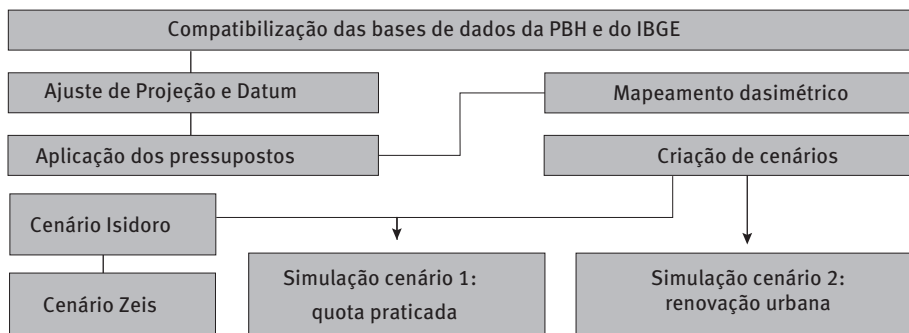 Compatibilização das bases de dados da PBH e do IBGE
Ajuste de Projeção e Datum
Mapeamento dasimétrico
Aplicação dos pressupostos
Criação de cenários
Cenário Isidoro
Cenário Zeis
Simulação cenário 1:
quota praticada
Simulação cenário 2:
renovação urbana